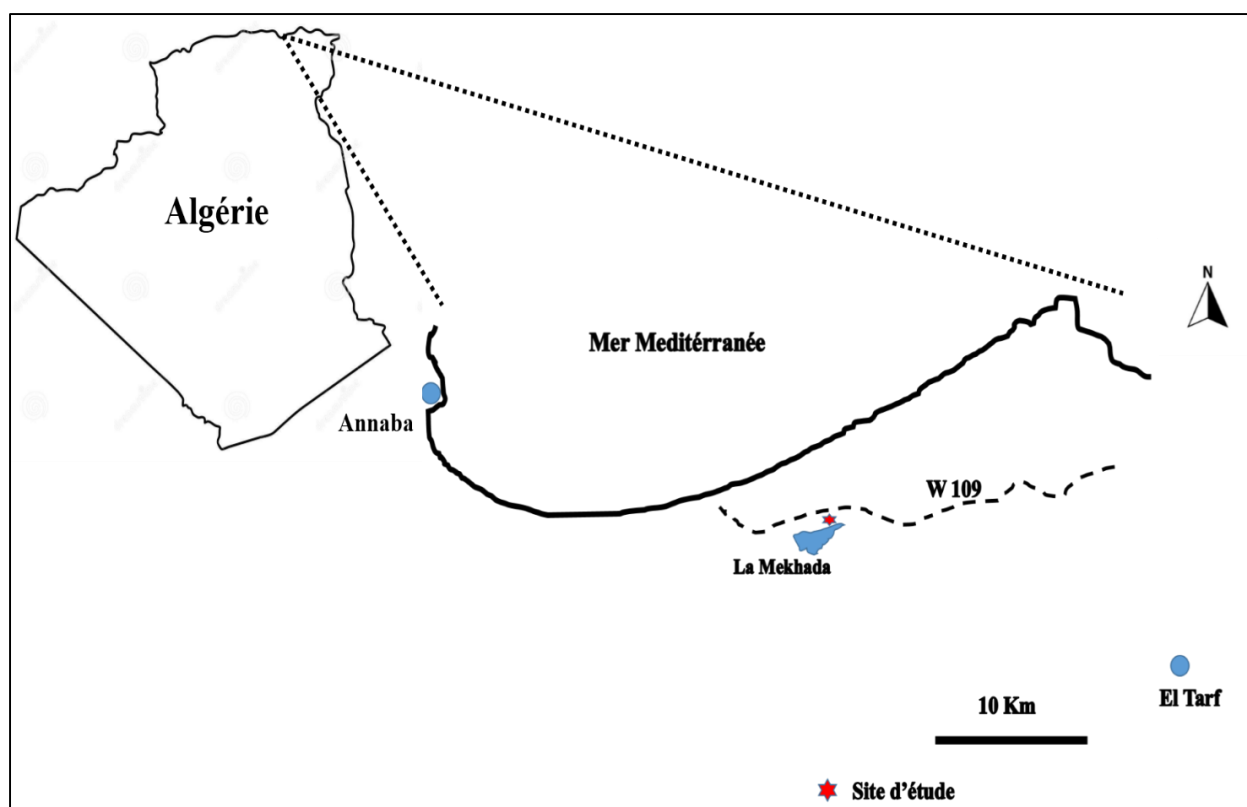 Algérie
N
Mer Meditérranée
Annaba
W 109
La Mekhada
El Tarf
10 Km
Site d'étude